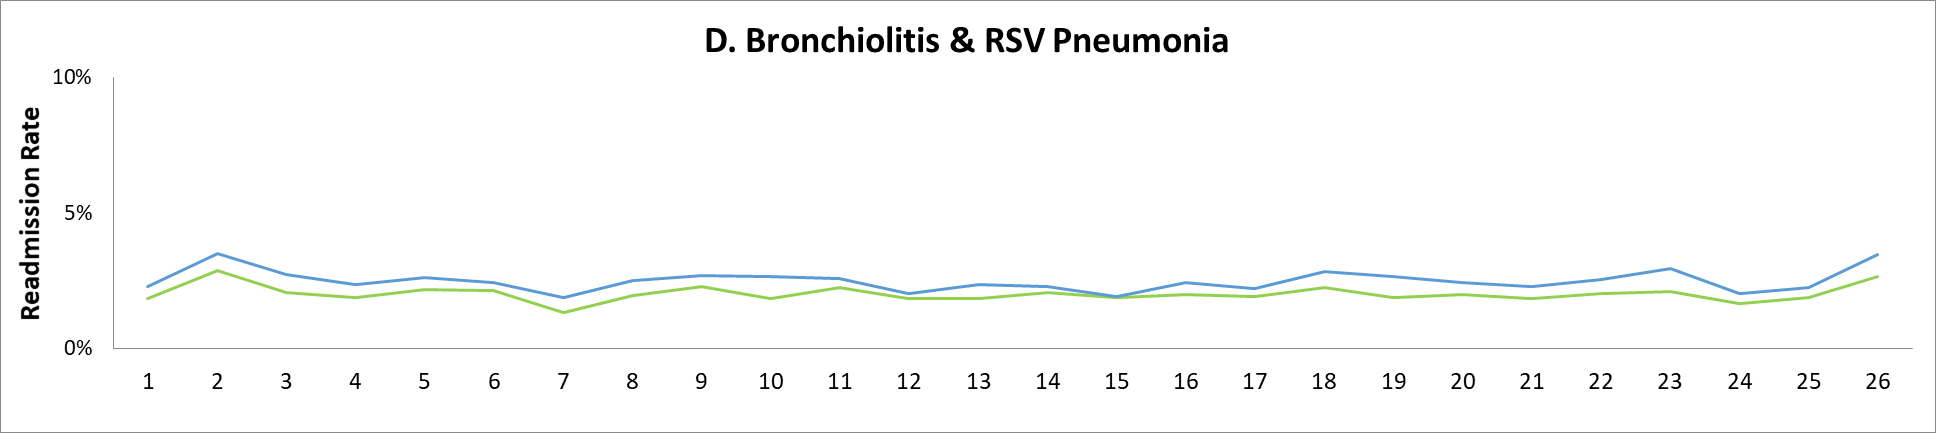 D. Bronchiolitis & RSV Pneumonia
Readmission Rate
10%
5%
0%
1 2 3 4 5 6 7 8 9 10 11 12 13 14 15 16 17 18 19 20 21 22 23 24 25 26